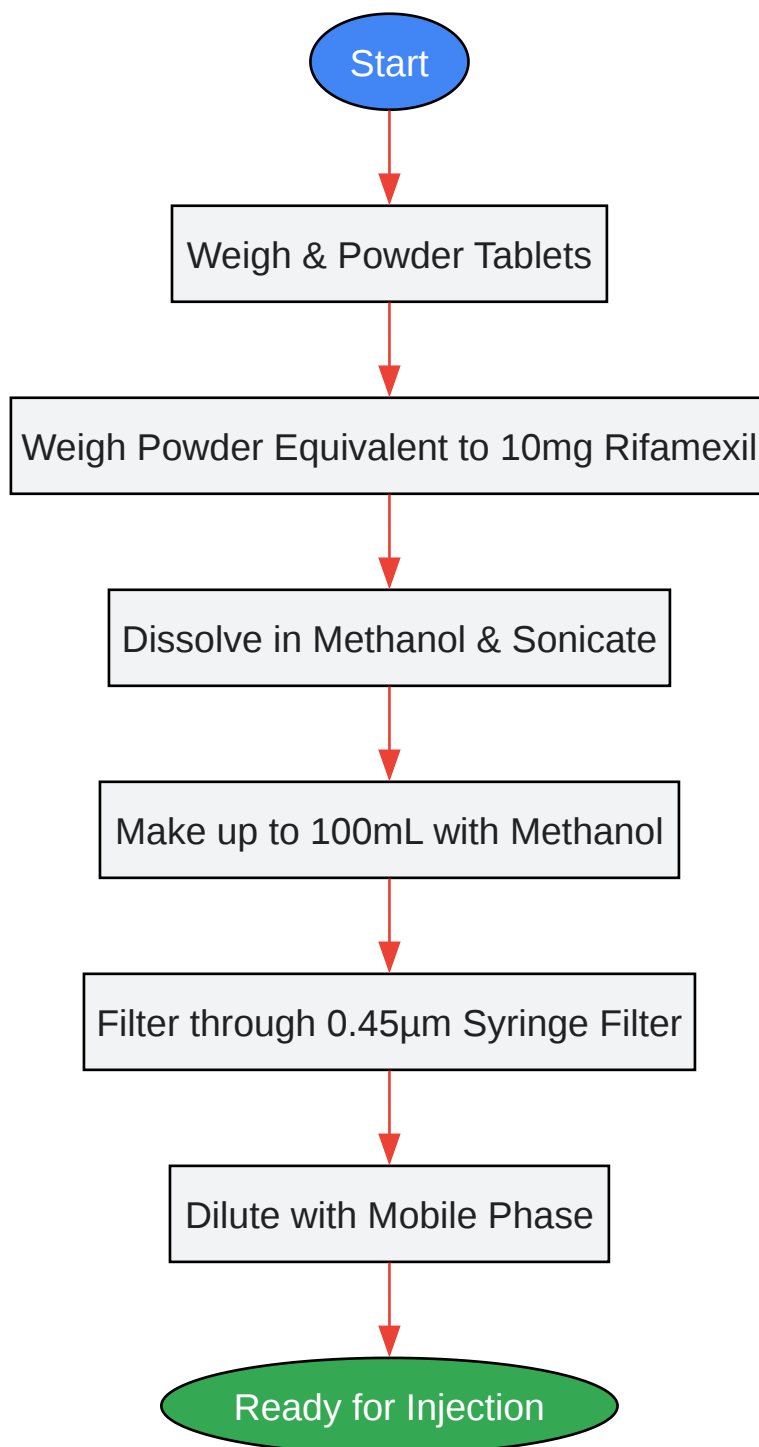 Start
Weigh & Powder Tablets
Weigh Powder Equivalent to 10mg Rifamexil
Dissolve in Methanol & Sonicate
Make up to 100mL with Methanol
Filter through 0.45µm Syringe Filter
Dilute with Mobile Phase
Ready for Injection